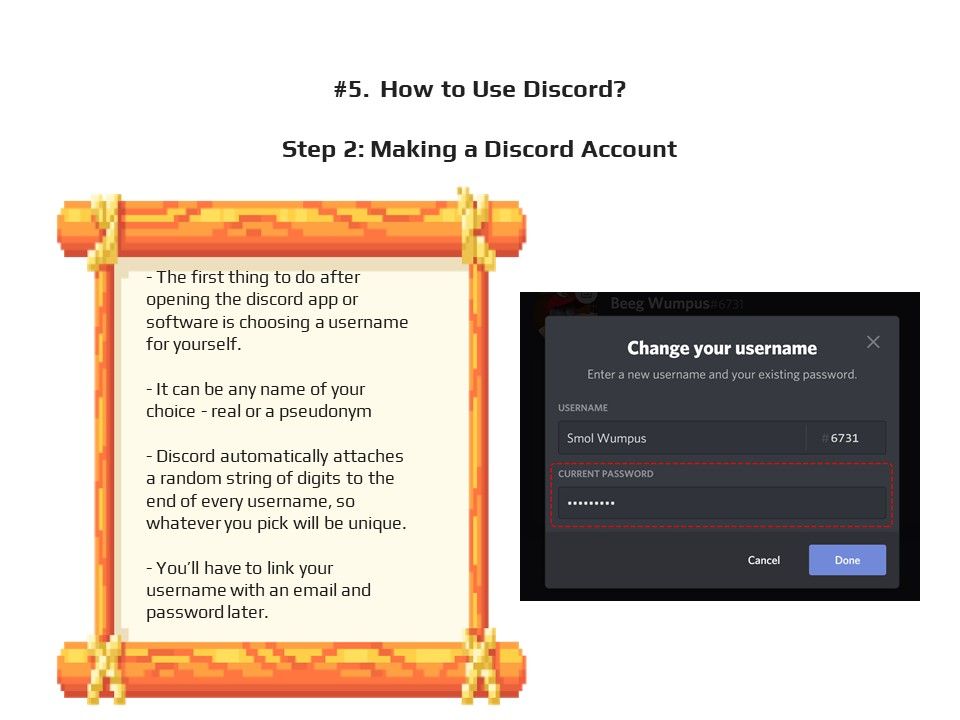 #5. How to Use Discord?
Step 2: Making a Discord Account
- The first thing to do after
opening the discord app or
software is choosing a username
for yourself.
- It can be any name of your
choice - real or a pseudonym
- Discord automatically attaches
a random string of digits to the
end of every username, so
whatever you pick will be unique.
- You’ll have to link your
username with an email and
password later.
Beeg Wumpus#6731
Change your username
Enter a new username and your existing password.
USERNAME
Smol Wumpus #6731
CURRENT PASSWORD
•••••••••
Cancel Done